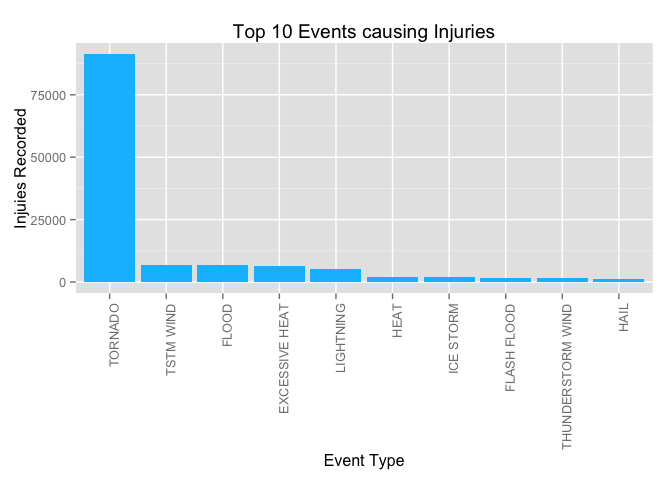 Top 10 Events causing Injuries
Injuies Recorded
75000
50000
25000
0
TORNADO
TSTM WIND
FLOOD
EXCESSIVE HEAT
LIGHTNING
HEAT
ICE STORM
FLASH FLOOD
THUNDERSTORM WIND
HAIL
Event Type